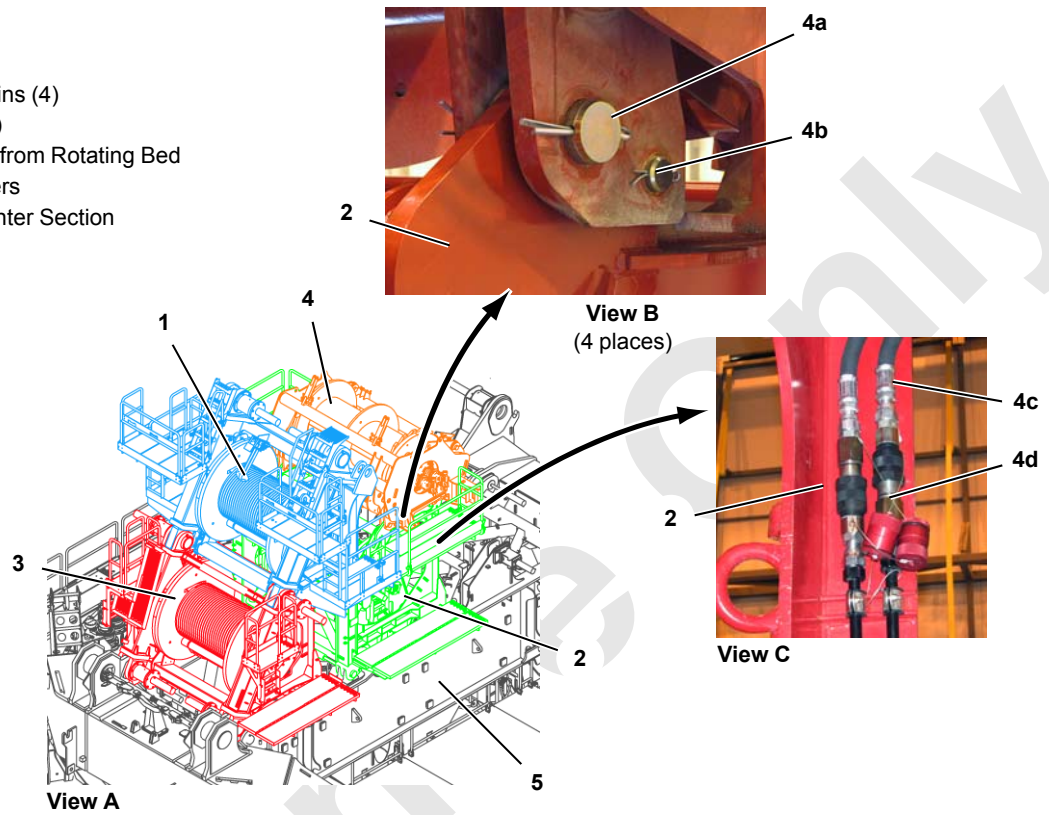 ins (4)
)
from Rotating Bed
ers
nter Section
4a
4b
2
View B
(4 places)
1
4
3
2
5
View A
4c
4d
2
View C
e Only